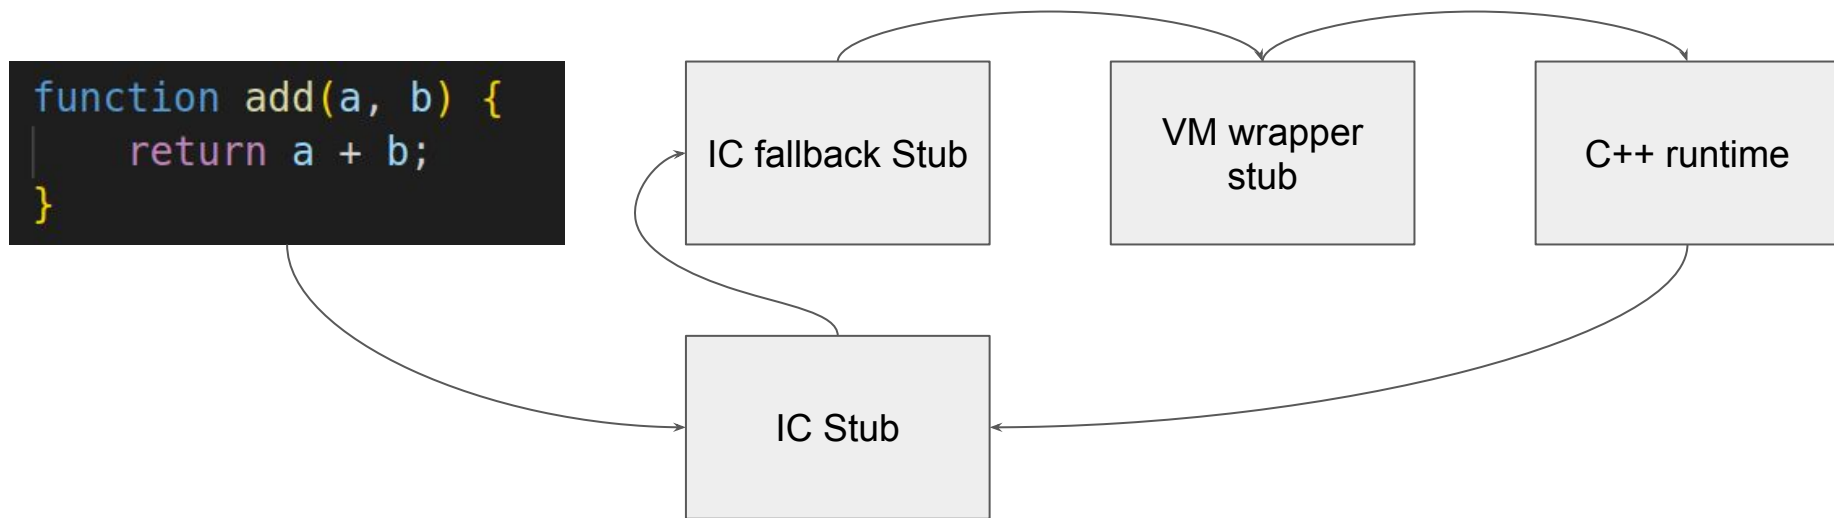 function add(a, b) {
    return a + b;
}
IC fallback Stub
VM wrapper
stub
C++ runtime
IC Stub